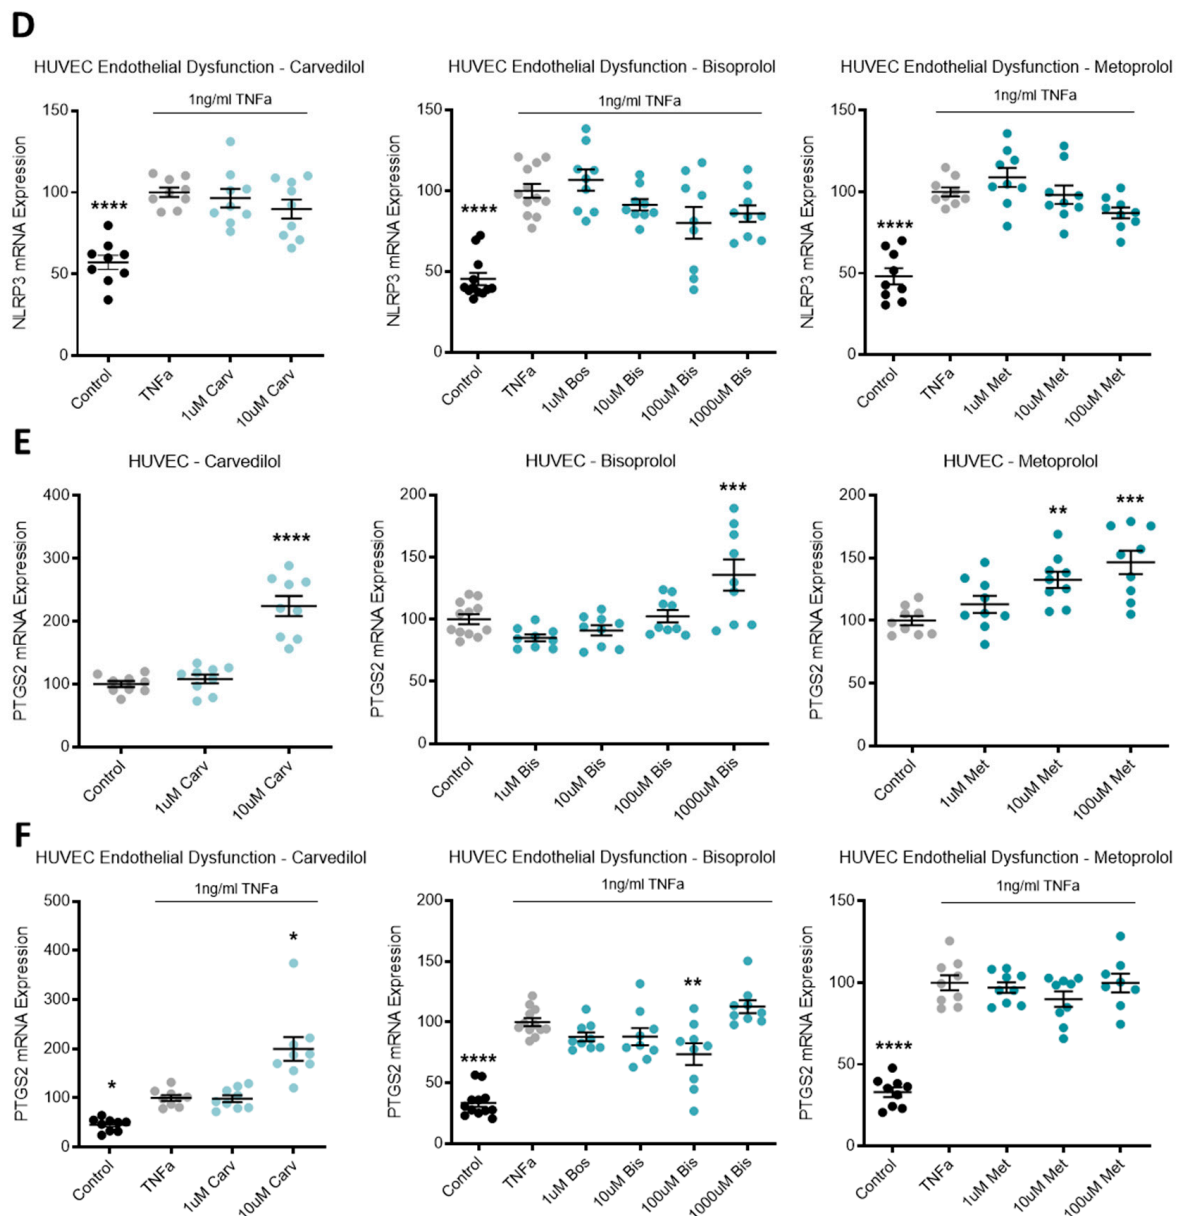 D
HUVEC Endothelial Dysfunction - Carvedilol
1ng/ml TNFa
NLRP3 mRNA Expression
150
100
50
0
****
Control
TNFa
1uM Carv
10uM Carv
HUVEC Endothelial Dysfunction - Bisoprolol
1ng/ml TNFa
NLRP3 mRNA Expression
150
100
50
0
****
Control
TNFa
1uM Bos
10uM Bis
100uM Bis
1000uM Bis
HUVEC Endothelial Dysfunction - Metoprolol
1ng/ml TNFa
NLRP3 mRNA Expression
150
100
50
0
****
Control
TNFa
1uM Met
10uM Met
100uM Met
E
HUVEC - Carvedilol
PTGS2 mRNA Expression
400
300
200
100
0
****
Control
1uM Carv
10uM Carv
HUVEC - Bisoprolol
PTGS2 mRNA Expression
200
150
100
50
0
***
Control
1uM Bis
10uM Bis
100uM Bis
1000uM Bis
HUVEC - Metoprolol
PTGS2 mRNA Expression
200
150
100
50
0
**
***
Control
1uM Met
10uM Met
100uM Met
F
HUVEC Endothelial Dysfunction - Carvedilol
1ng/ml TNFa
PTGS2 mRNA Expression
500
400
300
200
100
0
*
*
Control
TNFa
1uM Carv
10uM Carv
HUVEC Endothelial Dysfunction - Bisoprolol
1ng/ml TNFa
PTGS2 mRNA Expression
200
150
100
50
0
****
**
Control
TNFa
1uM Bos
10uM Bis
100uM Bis
1000uM Bis
HUVEC Endothelial Dysfunction - Metoprolol
1ng/ml TNFa
PTGS2 mRNA Expression
150
100
50
0
****
Control
TNFa
1uM Met
10uM Met
100uM Met